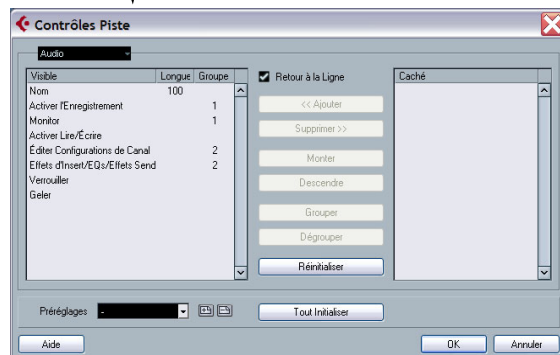 Contrôles Piste
Audio
Visible Longue Groupe
Nom 100
Activer l'Enregistrement 1
Monitor 1
Activer Lire/Écrire
Éditer Configurations de Canal 2
Effets d'Insert/EQs/Effets Send 2
Verrouiller
Geler
Retour à la Ligne
<< Ajouter
Supprimer >>
Monter
Descendre
Grouper
Dégrouper
Réinitialiser
Caché
Préréglages -
Tout Initialiser
Aide
OK
Annuler